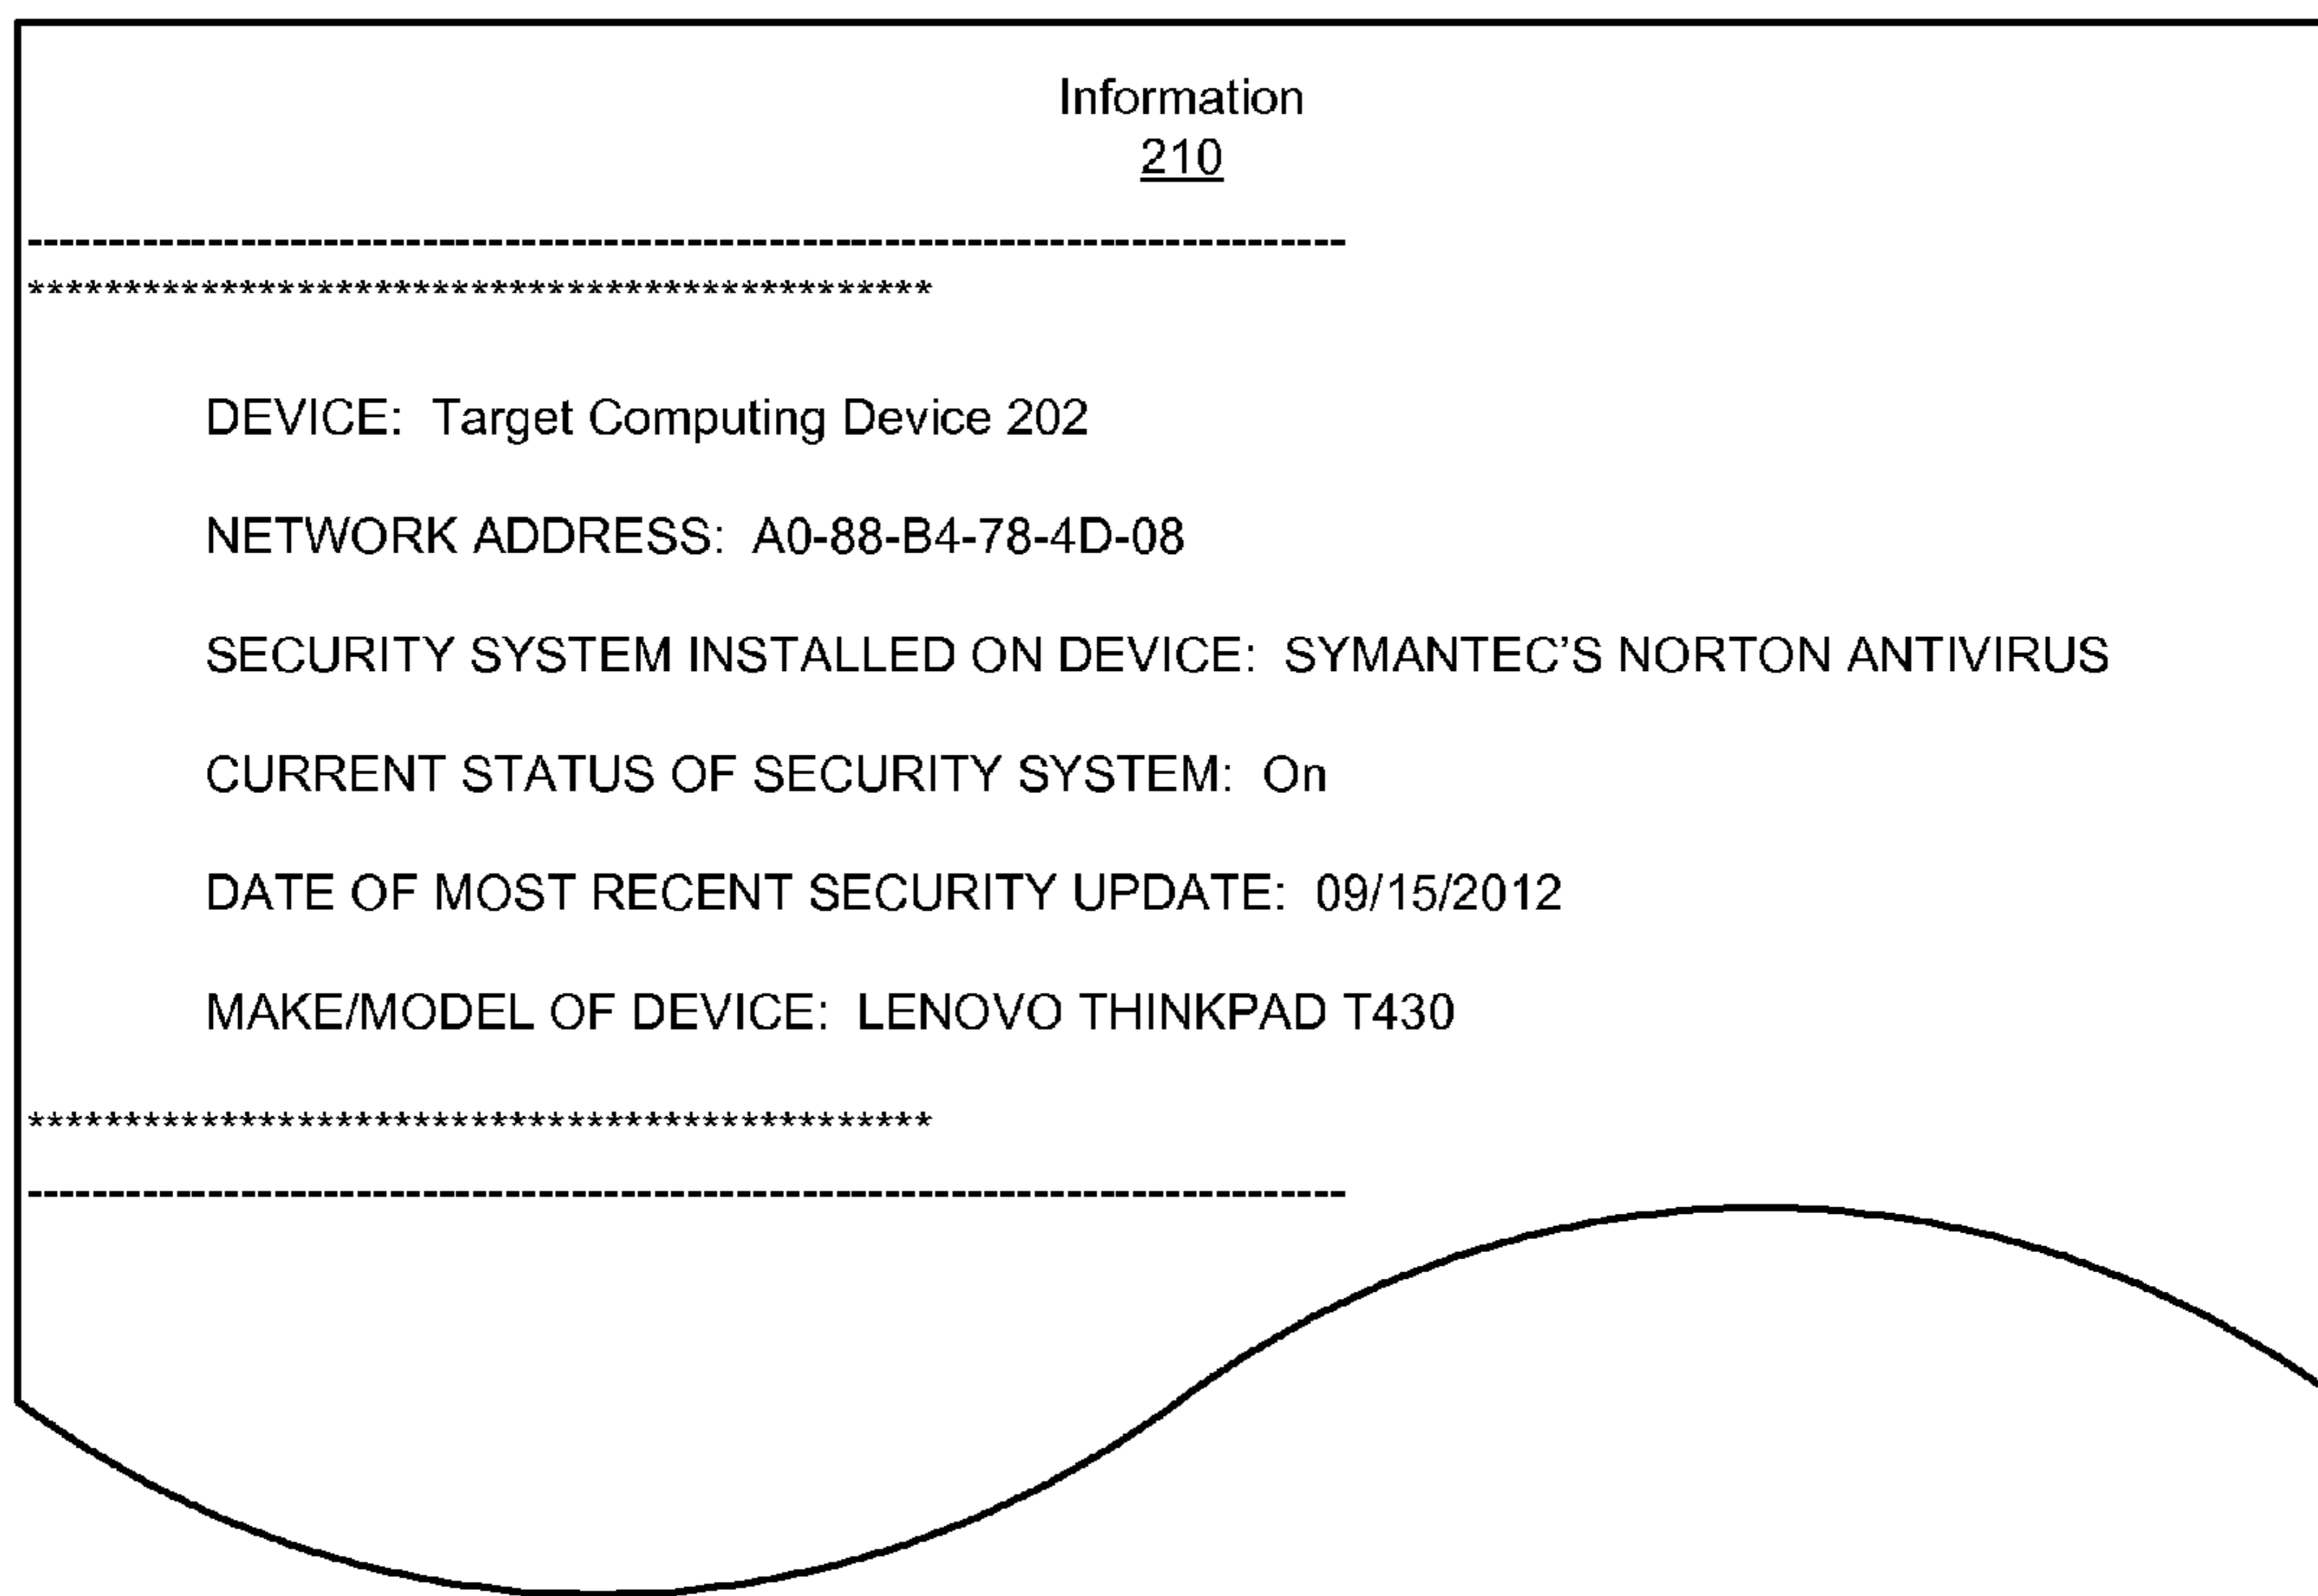 Information
210
--------------------------------------------------------------------------------
***********************************************
DEVICE: Target Computing Device 202
NETWORK ADDRESS: A0-88-B4-78-4D-08
SECURITY SYSTEM INSTALLED ON DEVICE: SYMANTEC’S NORTON ANTIVIRUS
CURRENT STATUS OF SECURITY SYSTEM: On
DATE OF MOST RECENT SECURITY UPDATE: 09/15/2012
MAKE/MODEL OF DEVICE: LENOVO THINKPAD T430
***********************************************
--------------------------------------------------------------------------------